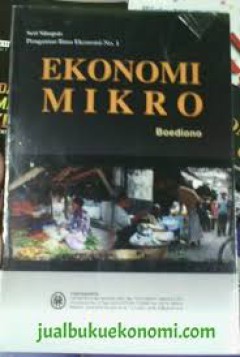 Seri Sinopsis
Pengantar Ilmu Ekonomi No. 1
EKONOMI
MIKRO
Boediono
jualbukuekonomi.com